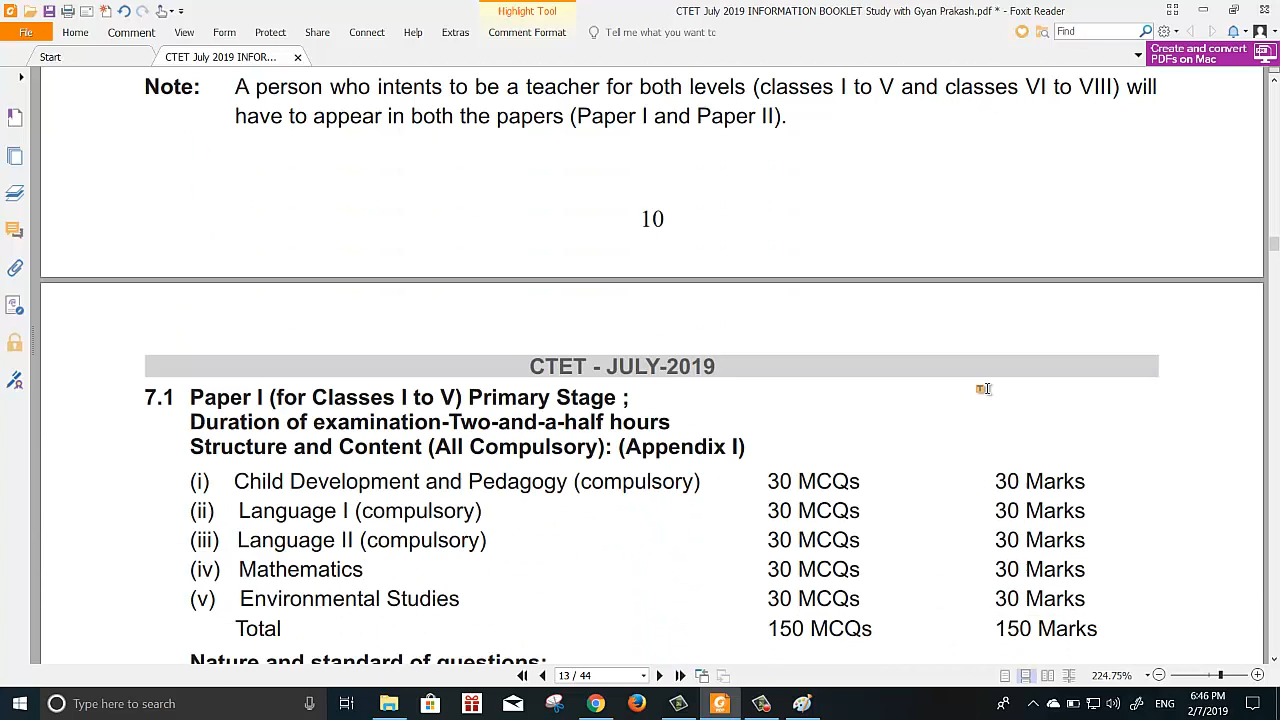 Highlight Tool
CTET July 2019 INFORMATION BOOKLET Study with Gyan Prakash.pdf * - Foxit Reader
File Home Comment View Form Protect Connect Share Help Extras Comment Format Tell me what you want tc Find
Start CTET July 2019 INFOR...
Create and convert
PDFs on Mac
Note: A person who intents to be a teacher for both levels (classes I to V and classes VI to VIII) will
have to appear in both the papers (Paper I and Paper II).
10
CTET - JULY-2019
7.1 Paper I (for Classes I to V) Primary Stage ;
Duration of examination-Two-and-a-half hours
Structure and Content (All Compulsory): (Appendix I)
(i) Child Development and Pedagogy (compulsory) 30 MCQs 30 Marks
(ii) Language I (compulsory) 30 MCQs 30 Marks
(iii) Language II (compulsory) 30 MCQs 30 Marks
(iv) Mathematics 30 MCQs 30 Marks
(v) Environmental Studies 30 MCQs 30 Marks
Total 150 MCQs 150 Marks
Nature and standard of questions:
13 / 44 224.75%
Type here to search
ENG
6:46 PM
2/7/2019